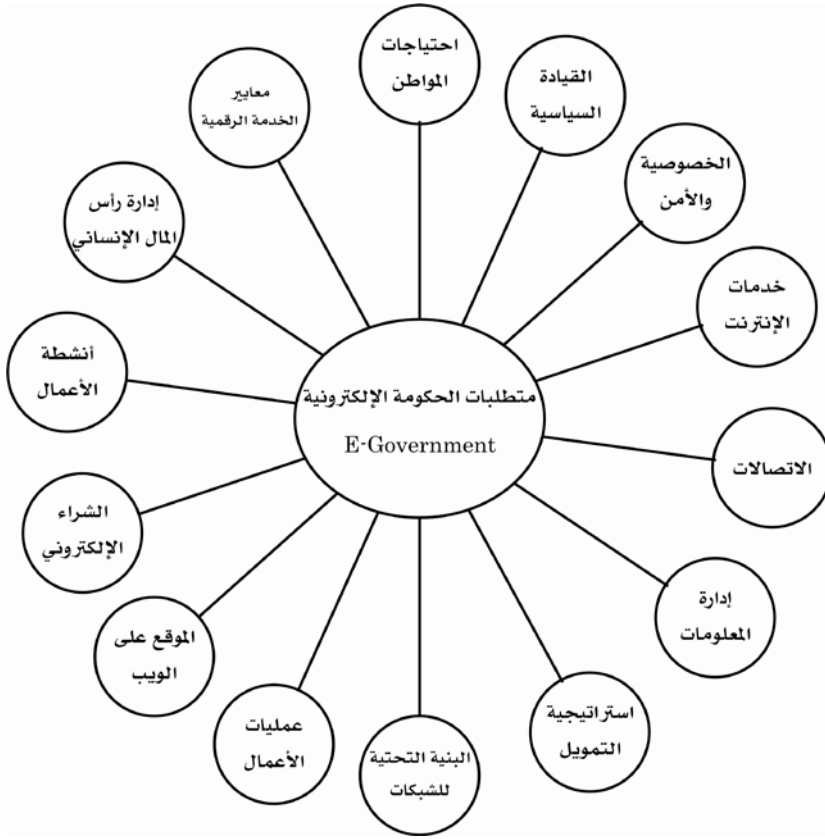 احتياجات
المواطن
القيادة
السياسية
الخصوصية
والأمن
خدمات
الإنترنت
الاتصالات
إدارة
المعلومات
استراتيجية
التمويل
البنية التحتية
للشبكات
عمليات
الأعمال
الموقع على
الويب
الشراء
الإلكتروني
أنشطة
الأعمال
إدارة رأس
المال الإنساني
معايير
الخدمة الرقمية
متطلبات الحكومة الإلكترونية
E-Government